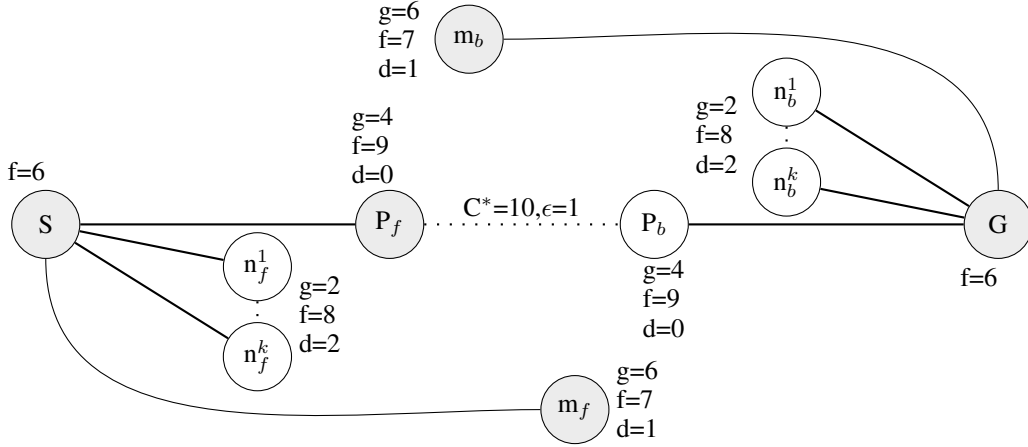 g=6
f=7
d=1
m_b
n_b^1
g=2
f=8
d=2
n_b^k
g=4
f=9
d=0
f=6
S
P_f
C*=10,ϵ=1
P_b
G
f=6
n_f^1
g=2
f=8
d=2
n_f^k
g=4
f=9
d=0
g=6
f=7
d=1
m_f